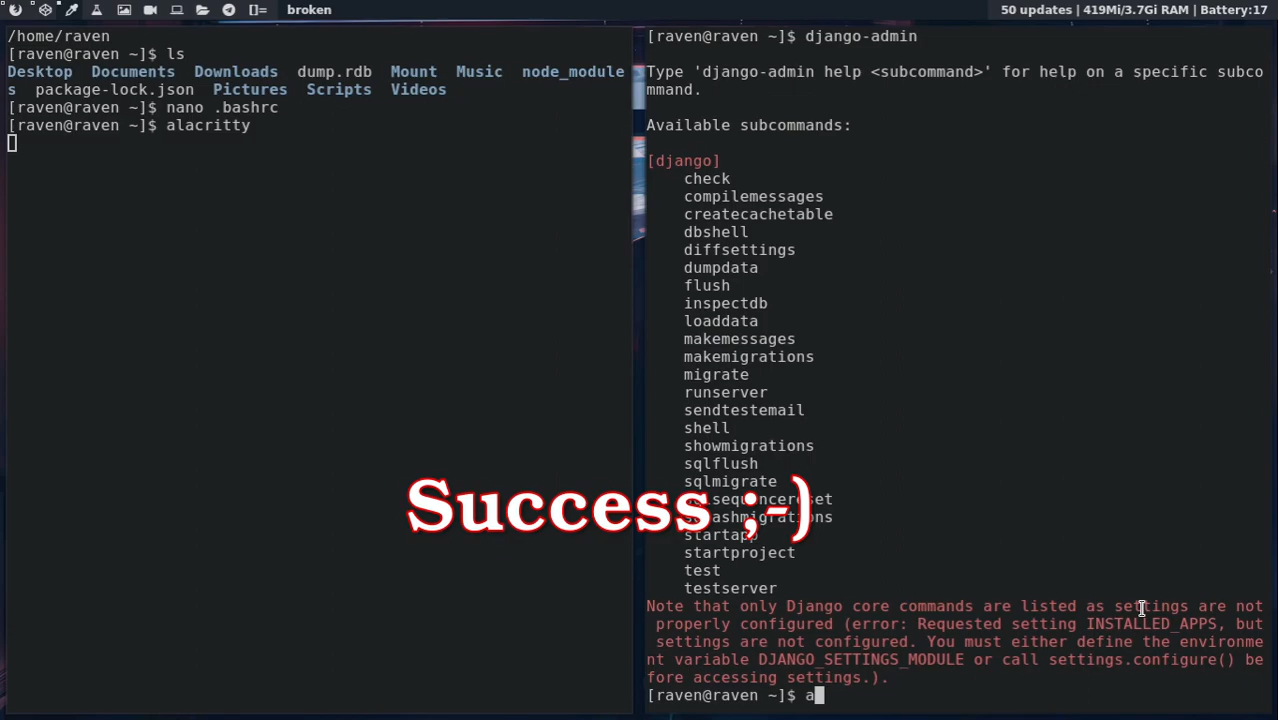 []= broken 50 updates | 419Mi/3.7Gi RAM | Battery:17
/home/raven
[raven@raven ~]$ ls
Desktop Documents Downloads dump.rdb Mount Music node_module
s package-lock.json Pictures Scripts Videos
[raven@raven ~]$ nano .bashrc
[raven@raven ~]$ alacritty
[raven@raven ~]$ django-admin
Type 'django-admin help <subcommand>' for help on a specific subco
mmand.
Available subcommands:
[django]
check
compilemessages
createcachetable
dbshell
diffsettings
dumpdata
flush
inspectdb
loaddata
makemessages
makemigrations
migrate
runserver
sendtestemail
shell
showmigrations
sqlflush
sqlmigrate
sqlsequencereset
squashmigrations
startapp
startproject
test
testserver
Note that only Django core commands are listed as settings are not
properly configured (error: Requested setting INSTALLED_APPS, but
settings are not configured. You must either define the environme
nt variable DJANGO_SETTINGS_MODULE or call settings.configure() be
fore accessing settings.).
[raven@raven ~]$ a
Success ;-)